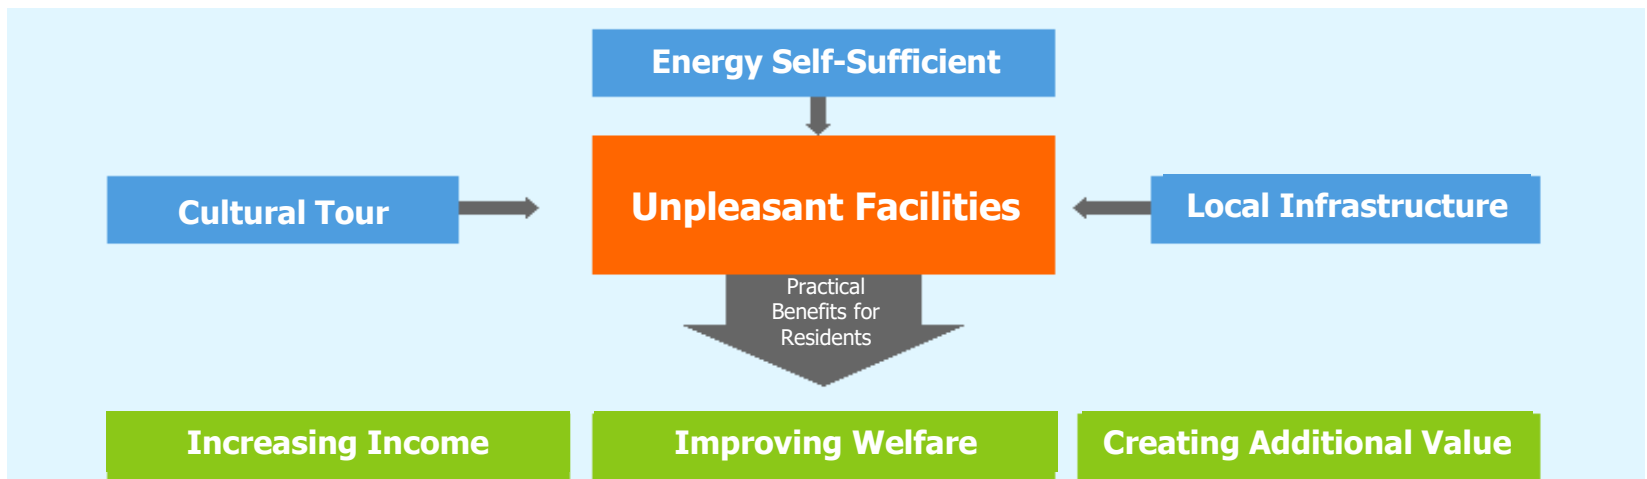 Energy Self-Sufficient
Cultural Tour
Unpleasant Facilities
Local Infrastructure
Practical
Benefits for
Residents
Increasing Income
Improving Welfare
Creating Additional Value